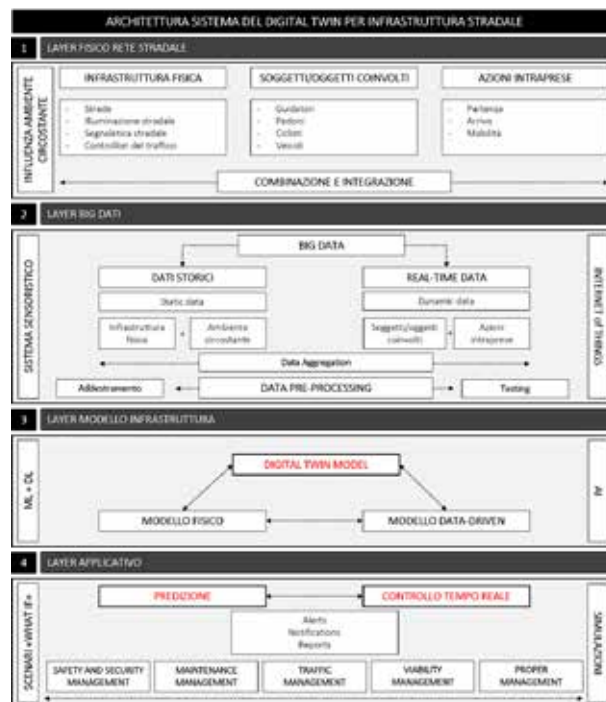 ARCHITETTURA SISTEMA DEL DIGITAL TWIN PER INFRASTRUTTURA STRADALE
1 LAYER FISICO RETE STRADALE
INFLUENZA AMBIENTE
CIRCOSTANTE
INFRASTRUTTURA FISICA
- Strade
- Illuminazione stradale
- Segnaletica stradale
- Controllori del traffico
SOGGETTI/OGGETTI COINVOLTI
- Guidatori
- Pedoni
- Ciclisti
- Veicoli
AZIONI INTRAPRESE
- Partenza
- Arrivo
- Mobilità
COMBINAZIONE E INTEGRAZIONE
2 LAYER BIG DATI
SISTEMA SENSORISTICO
BIG DATA
DATI STORICI
REAL-TIME DATA
Static data
Dynamic data
Infrastruttura
fisica
+
Ambiente
circostante
Soggetti/oggetti
coinvolti
+
Azioni
intraprese
Data Aggregation
Addestramento
DATA PRE-PROCESSING
Testing
INTERNET of THINGS
3 LAYER MODELLO INFRASTRUTTURA
ML + DL
DIGITAL TWIN MODEL
MODELLO FISICO
MODELLO DATA-DRIVEN
AI
4 LAYER APPLICATIVO
SCENARI «WHAT IF»
PREDIZIONE
CONTROLLO TEMPO REALE
Alerts
Notifications
Reports
SAFETY AND SECURITY
MANAGEMENT
MAINTENANCE
MANAGEMENT
TRAFFIC
MANAGEMENT
VIABILITY
MANAGEMENT
PROPER
MANAGEMENT
SIMULAZIONI